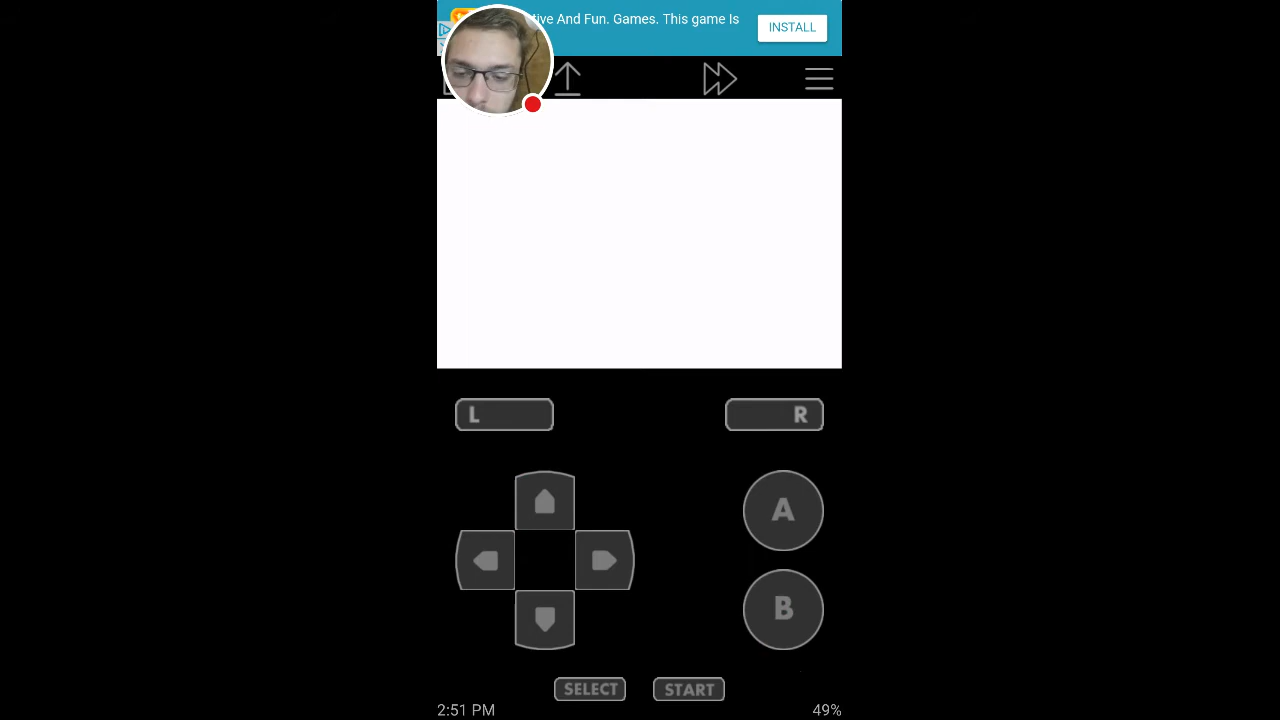 tive And Fun. Games. This game is
INSTALL
L
R
A
B
SELECT
START
2:51 PM
49%